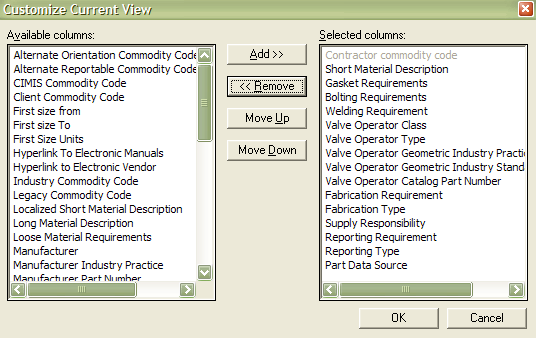 Customize Current View
Available columns:
Alternate Orientation Commodity Code
Alternate Reportable Commodity Code
CIMIS Commodity Code
Client Commodity Code
First size from
First size To
First Size Units
Hyperlink To Electronic Manuals
Hyperlink to Electronic Vendor
Industry Commodity Code
Legacy Commodity Code
Localized Short Material Description
Long Material Description
Loose Material Requirements
Manufacturer
Manufacturer Industry Practice
Manufacturer Part Number
Add >>
<< Remove
Move Up
Move Down
Selected columns:
Contractor commodity code
Short Material Description
Gasket Requirements
Bolting Requirements
Welding Requirement
Valve Operator Class
Valve Operator Type
Valve Operator Geometric Industry Practic
Valve Operator Geometric Industry Stand
Valve Operator Catalog Part Number
Fabrication Requirement
Fabrication Type
Supply Responsibility
Reporting Requirement
Reporting Type
Part Data Source
OK
Cancel